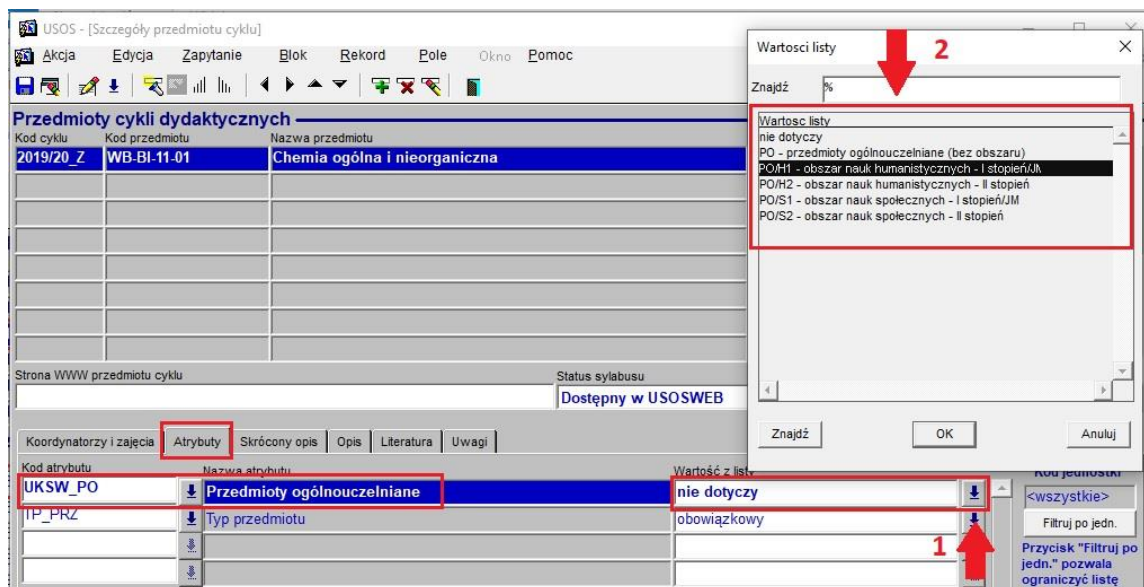 USOS - [Szczegóły przedmiotu cyklu]
Akcja Edycja Zapytanie Blok Rekord Pole Okno Pomoc
Przedmioty cykli dydaktycznych
Kod cyklu Kod przedmiotu Nazwa przedmiotu
2019/20_Z WB-BI-11-01 Chemia ogólna i nieorganiczna
Strona WWW przedmiotu cyklu Status sylabusu
Dostępny w USOSWEB
Koordynatorzy i zajęcia Atrybuty Skrócony opis Opis Literatura Uwagi
Kod atrybutu Nazwa atrybutu Wartość z listy
UKSW_PO Przedmioty ogólnouczelniane nie dotyczy
TP_PRZ Typ przedmiotu obowiązkowy
1
Kod jednostki
<wszystkie>
Filtruj po jedn.
Przycisk "Filtruj po
jedn." pozwala
ograniczyć listę
Wartosci listy
2
Znajdź %
Wartosc listy
nie dotyczy
PO - przedmioty ogólnouczelniane (bez obszaru)
PO/H1 - obszar nauk humanistycznych - I stopień/JM
PO/H2 - obszar nauk humanistycznych - II stopień
PO/S1 - obszar nauk społecznych - I stopień/JM
PO/S2 - obszar nauk społecznych - II stopień
Znajdź OK Anuluj